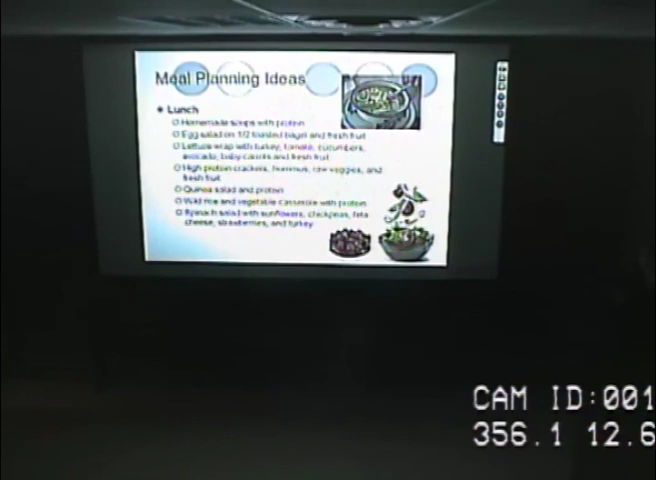 Meal Planning Ideas
Lunch
Homemade soups with protein
Egg salad on 1/2 toasted bagel and fresh fruit
Lettuce wrap with turkey, tomato, cucumbers,
avocado, baby carrots and fresh fruit
High protein crackers, hummus, raw veggies, and
fresh fruit
Quinoa salad and protein
Wild rice and vegetable casserole with protein
Spinach salad with sunflowers, chickpeas, feta
cheese, strawberries, and turkey
CAM ID:001
356.1 12.6